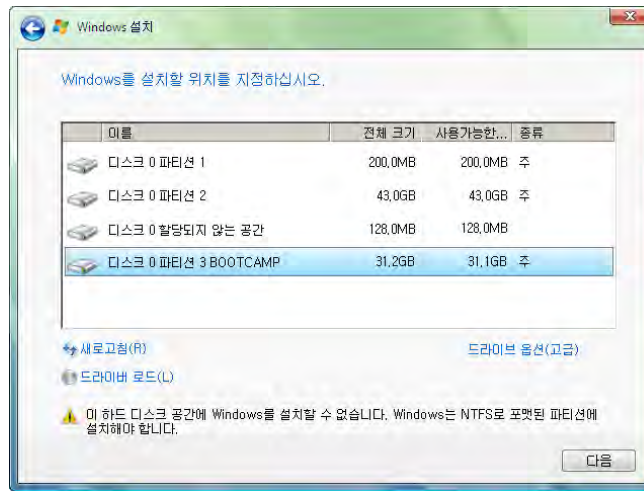 Windows 설치
Windows를 설치할 위치를 지정하십시오.
이름 전체 크기 사용가능한... 종류
디스크 0 파티션 1 200,0MB 200,0MB 주
디스크 0 파티션 2 43,0GB 43,0GB 주
디스크 0 할당되지 않는 공간 128,0MB 128,0MB
디스크 0 파티션 3 BOOTCAMP 31,2GB 31,1GB 주
새로고침(R) 드라이브 옵션(고급)
드라이버 로드(L)
이 하드 디스크 공간에 Windows를 설치할 수 없습니다. Windows는 NTFS로 포맷된 파티션에
설치해야 합니다.
다음